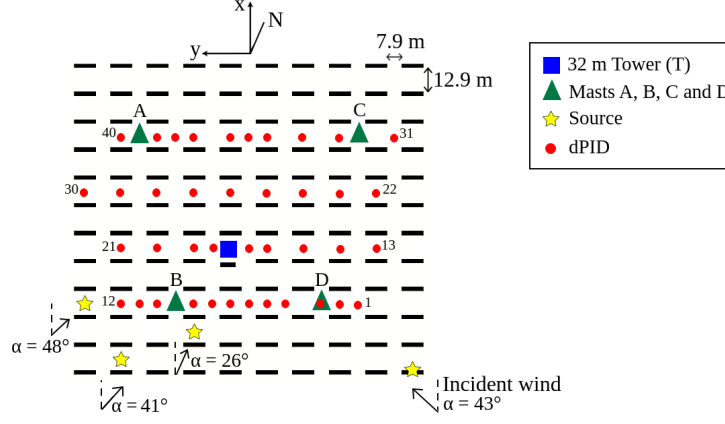 x
N
y
7.9 m
12.9 m
32 m Tower (T)
Masts A, B, C and D
Source
dPID
A
C
40
31
30
22
21
13
B
D
12
1
α = 48°
α = 26°
α = 41°
Incident wind
α = 43°